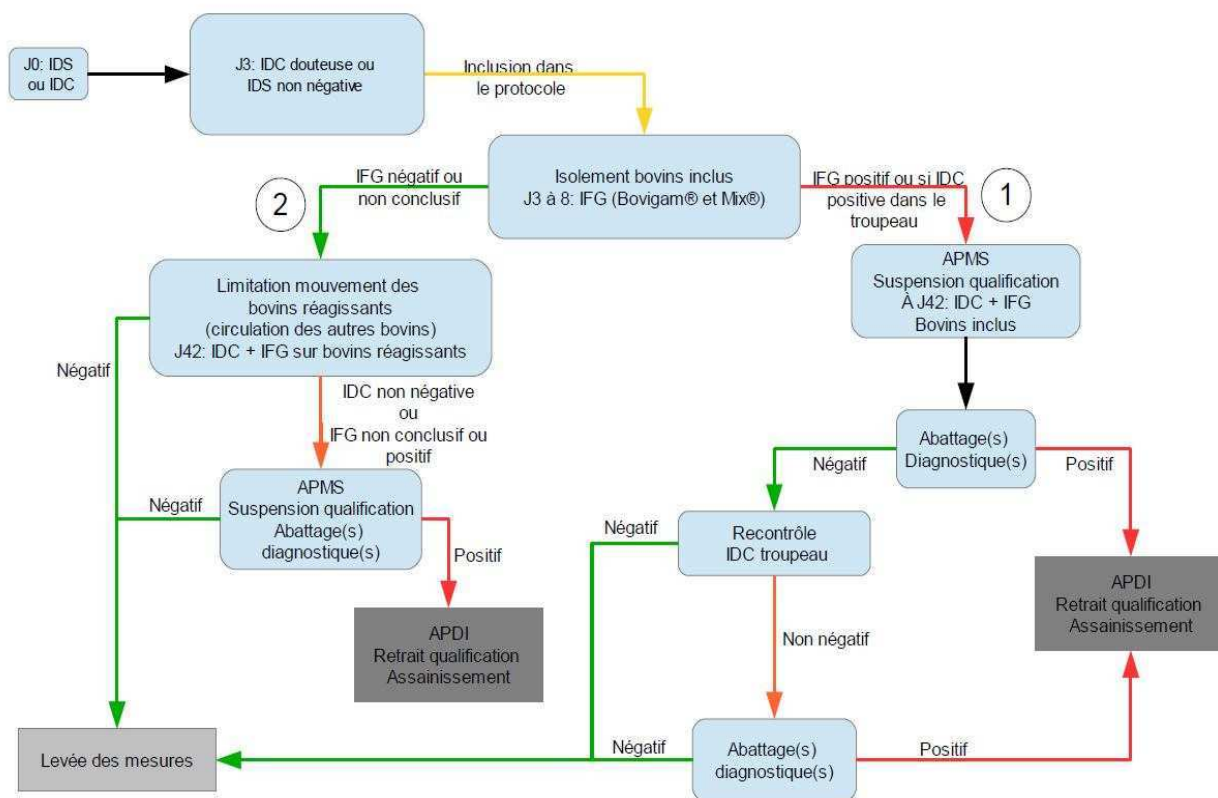 J0: IDS
ou IDC
J3: IDC douteuse ou
IDS non négative
Inclusion dans
le protocole
Isolement bovins inclus
J3 à 8: IFG (Bovigam® et Mix®)
IFG négatif ou
non conclusif
2
IFG positif ou si IDC
positive dans le
troupeau
1
Limitation mouvement des
bovins réagissants
(circulation des autres bovins)
J42: IDC + IFG sur bovins réagissants
APMS
Suspension qualification
À J42: IDC + IFG
Bovins inclus
Négatif
IDC non négative
ou
IFG non conclusif ou
positif
Abattage(s)
Diagnostique(s)
Négatif
Positif
APMS
Suspension qualification
Abattage(s)
diagnostique(s)
Négatif
Positif
Recontrôle
IDC troupeau
Négatif
APDI
Retrait qualification
Assainissement
APDI
Retrait qualification
Assainissement
Non négatif
Levée des mesures
Négatif
Abattage(s)
diagnostique(s)
Positif